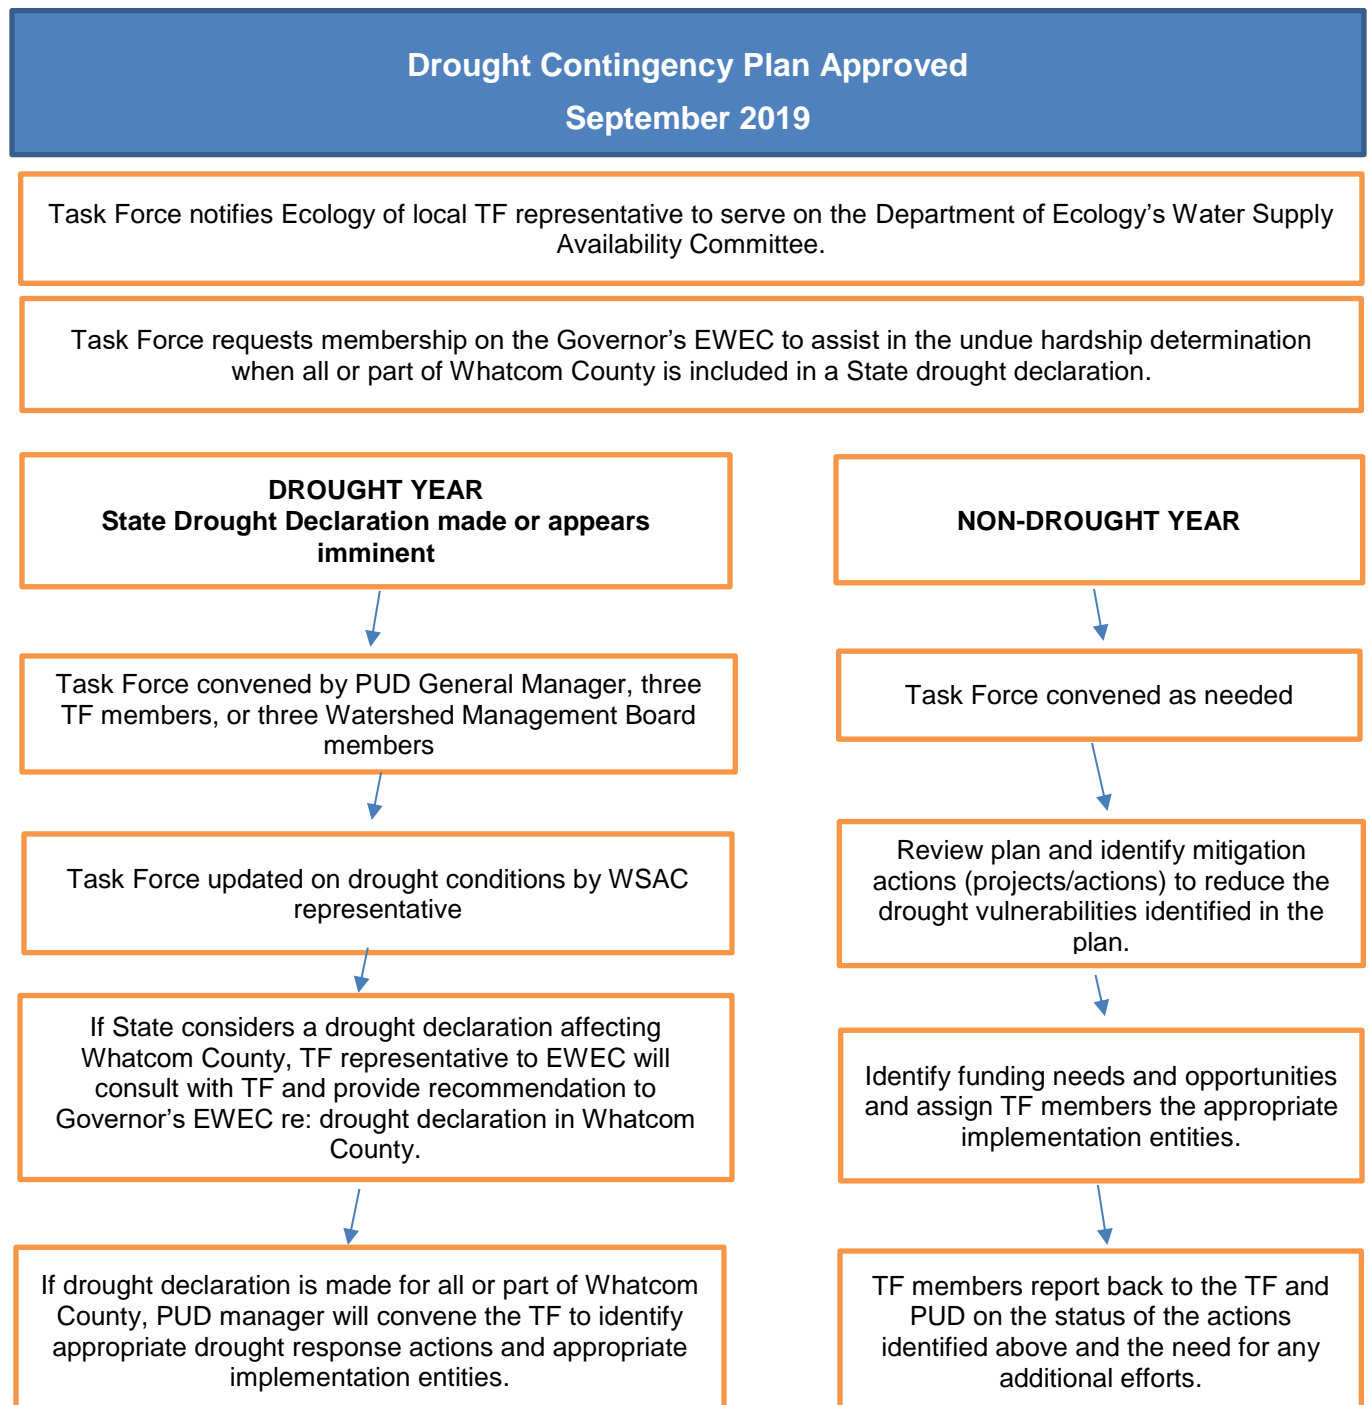 Drought Contingency Plan Approved
September 2019
Task Force notifies Ecology of local TF representative to serve on the Department of Ecology’s Water Supply
Availability Committee.
Task Force requests membership on the Governor’s EWEC to assist in the undue hardship determination
when all or part of Whatcom County is included in a State drought declaration.
DROUGHT YEAR
State Drought Declaration made or appears
imminent
Task Force convened by PUD General Manager, three
TF members, or three Watershed Management Board
members
Task Force updated on drought conditions by WSAC
representative
If State considers a drought declaration affecting
Whatcom County, TF representative to EWEC will
consult with TF and provide recommendation to
Governor’s EWEC re: drought declaration in Whatcom
County.
If drought declaration is made for all or part of Whatcom
County, PUD manager will convene the TF to identify
appropriate drought response actions and appropriate
implementation entities.
NON-DROUGHT YEAR
Task Force convened as needed
Review plan and identify mitigation
actions (projects/actions) to reduce the
drought vulnerabilities identified in the
plan.
Identify funding needs and opportunities
and assign TF members the appropriate
implementation entities.
TF members report back to the TF and
PUD on the status of the actions
identified above and the need for any
additional efforts.